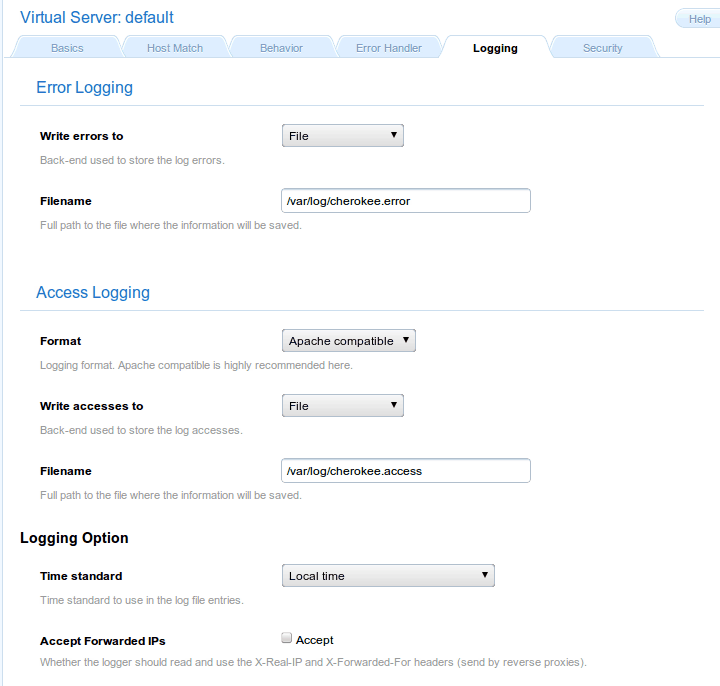 Virtual Server: default
Help
Basics
Host Match
Behavior
Error Handler
Logging
Security
Error Logging
Write errors to
File
Back-end used to store the log errors.
Filename
/var/log/cherokee.error
Full path to the file where the information will be saved.
Access Logging
Format
Apache compatible
Logging format. Apache compatible is highly recommended here.
Write accesses to
File
Back-end used to store the log accesses.
Filename
/var/log/cherokee.access
Full path to the file where the information will be saved.
Logging Option
Time standard
Local time
Time standard to use in the log file entries.
Accept Forwarded IPs
Accept
Whether the logger should read and use the X-Real-IP and X-Forwarded-For headers (send by reverse proxies).